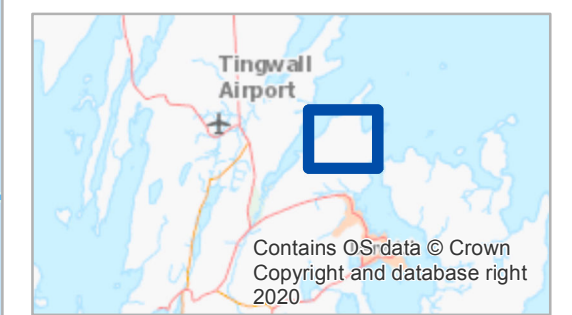 Tingwall
Airport
Contains OS data © Crown
Copyright and database right
2020